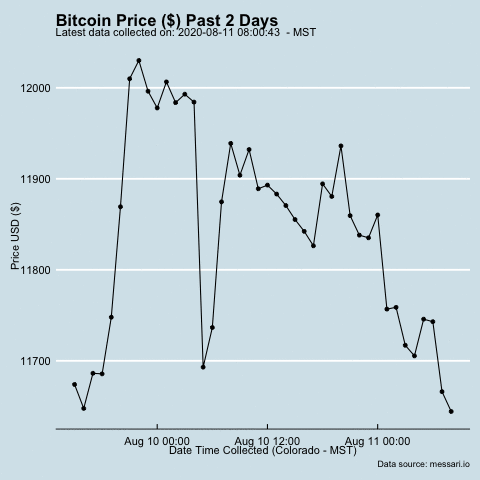 Bitcoin Price ($) Past 2 Days
Latest data collected on: 2020-08-11 08:00:43  - MST
12000
11900
11800
11700
Price USD ($)
Aug 10 00:00
Aug 10 12:00
Aug 11 00:00
Date Time Collected (Colorado - MST)
Data source: messari.io